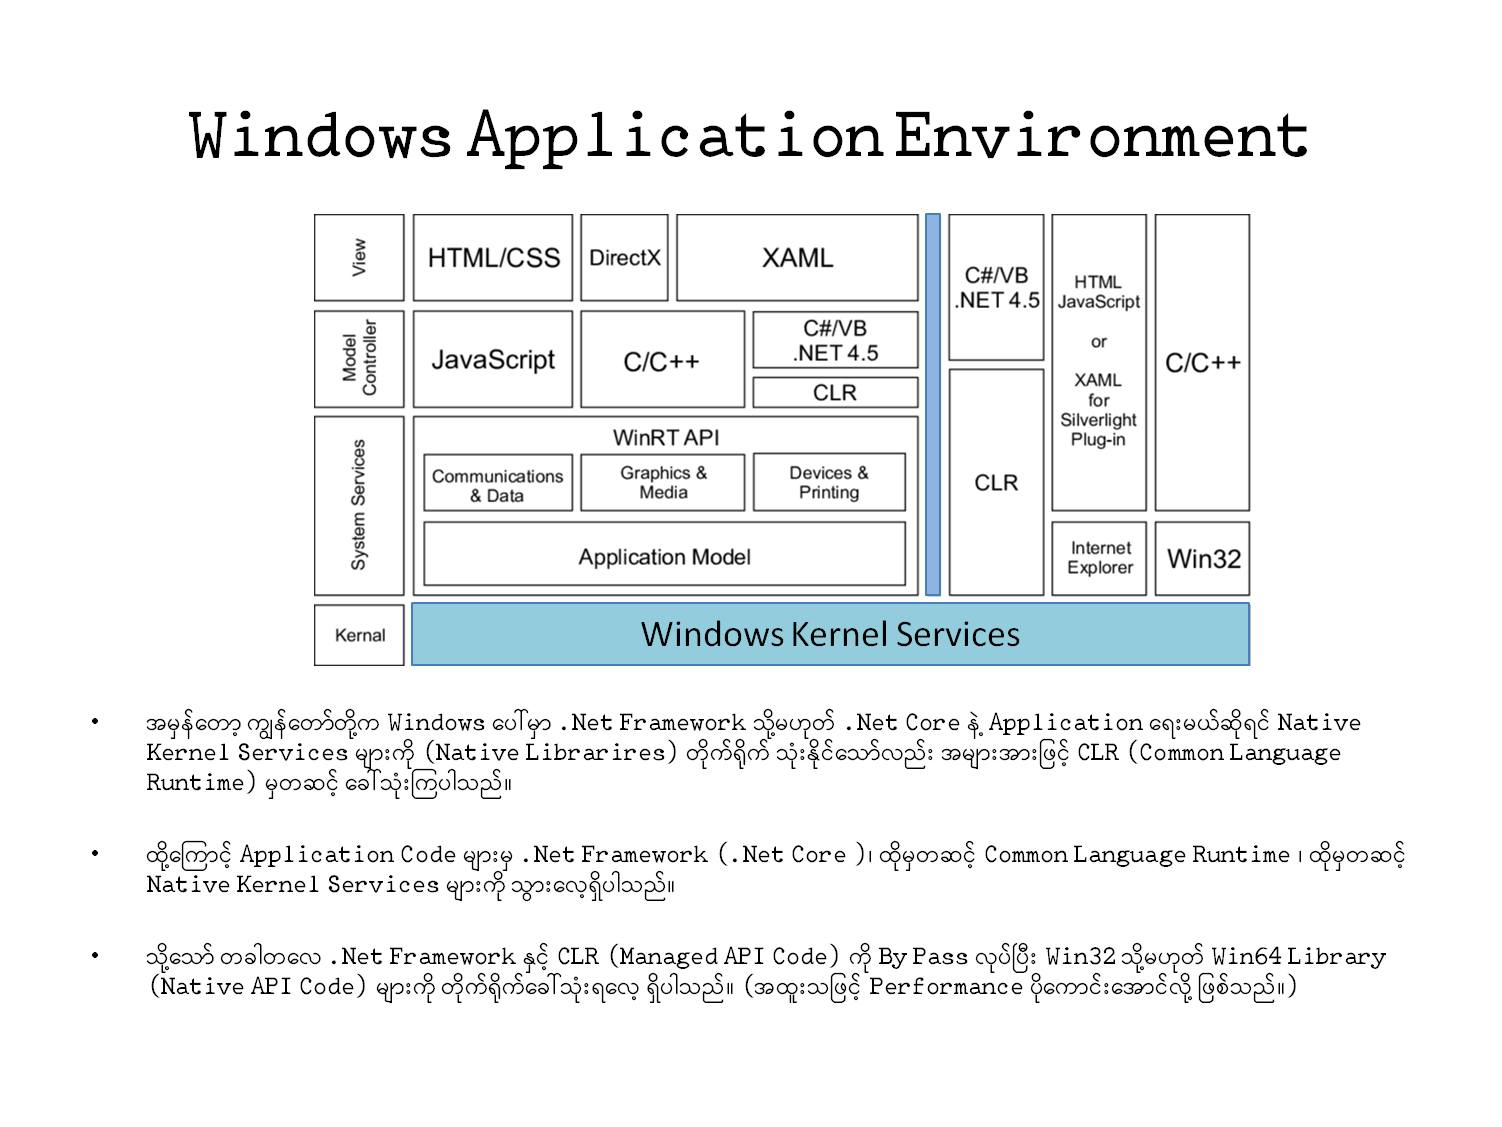 Windows Application Environment
View
HTML/CSS
DirectX
XAML
C#/VB
.NET 4.5
HTML
JavaScript
or
XAML
for
Silverlight
Plug-in
C/C++
Model
Controller
JavaScript
C/C++
C#/VB
.NET 4.5
CLR
CLR
System Services
WinRT API
Communications
& Data
Graphics &
Media
Devices &
Printing
Application Model
Internet
Explorer
Win32
Kernal
Windows Kernel Services
• အမှန်တော့ ကျွန်တော်တို့က Windows ပေါ်မှာ .Net Framework သို့မဟုတ် .Net Core နဲ့ Application ရေးမယ်ဆိုရင် Native
Kernel Services များကို (Native Librarires) တိုက်ရိုက် သုံးနိုင်သော်လည်း အများအားဖြင့် CLR (Common Language
Runtime) မှတဆင့် ခေါ်သုံးကြပါသည်။
• ထို့ကြောင့် Application Code များမှ .Net Framework (.Net Core )၊ ထိုမှတဆင့် Common Language Runtime ၊ ထိုမှတဆင့်
Native Kernel Services များကို သွားလေ့ရှိပါသည်။
• သို့သော် တခါတလေ .Net Framework နှင့် CLR (Managed API Code) ကို By Pass လုပ်ပြီး Win32 သို့မဟုတ် Win64 Library
(Native API Code) များကို တိုက်ရိုက်ခေါ်သုံးရလေ့ ရှိပါသည်။ (အထူးသဖြင့် Performance ပိုကောင်းအောင်လို့ ဖြစ်သည်။)